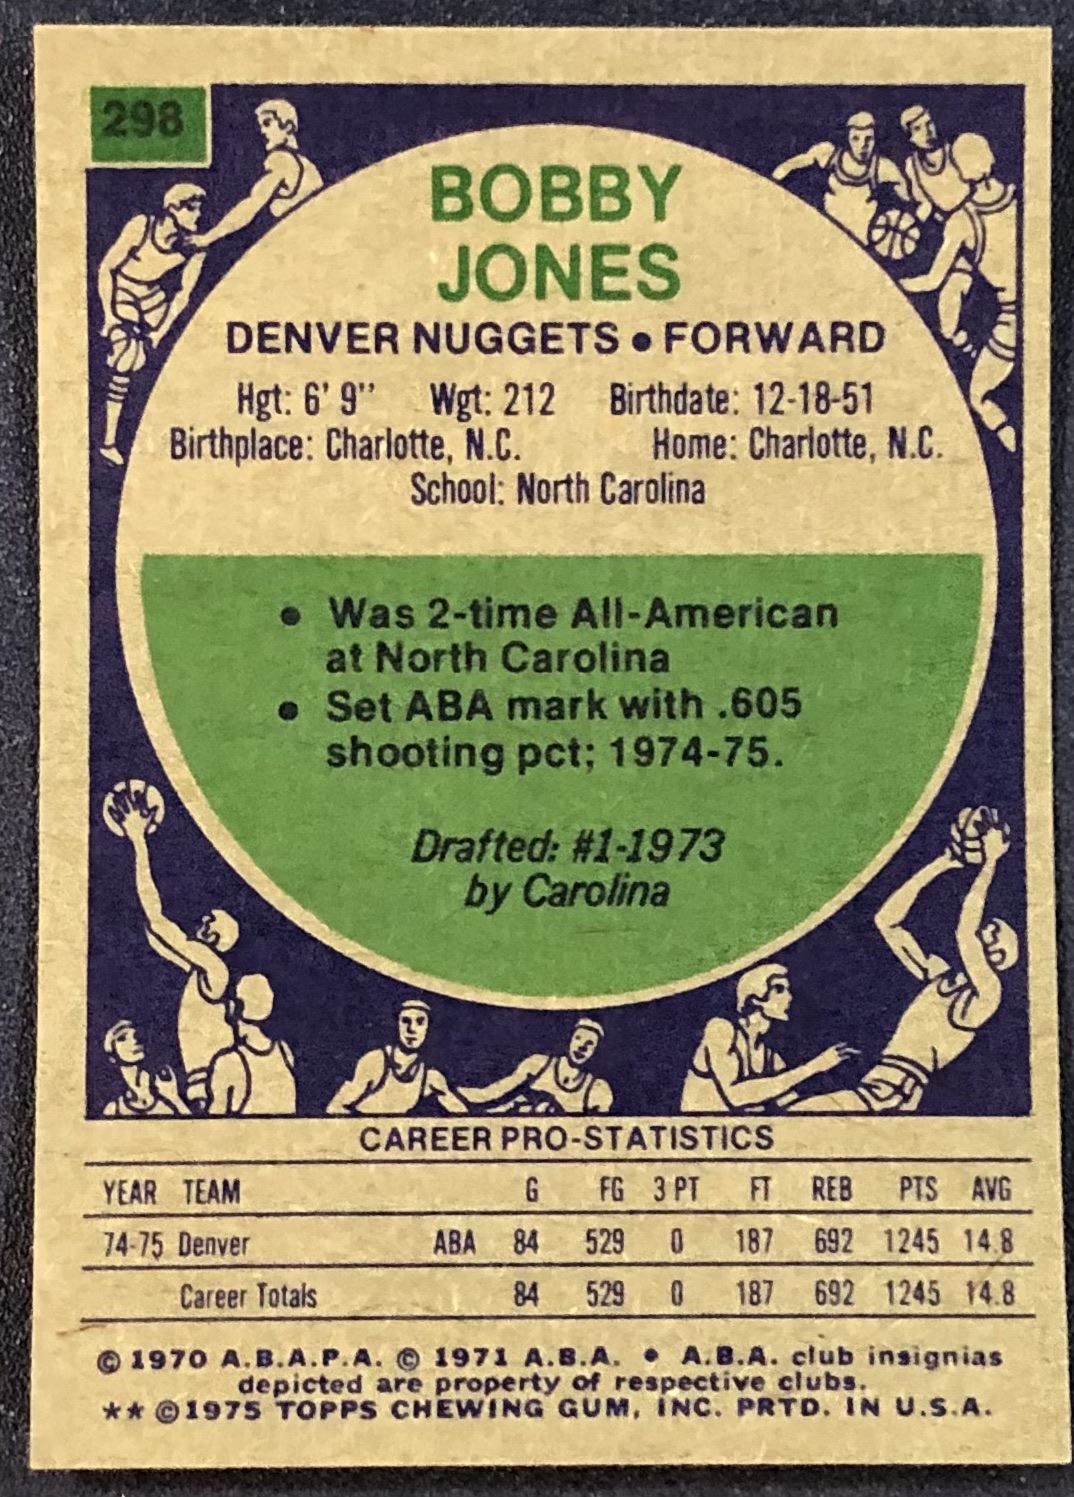 298
BOBBY
JONES
DENVER NUGGETS • FORWARD
Hgt: 6' 9'' Wgt: 212 Birthdate: 12-18-51
Birthplace: Charlotte, N.C. Home: Charlotte, N.C.
School: North Carolina
• Was 2-time All-American
at North Carolina
• Set ABA mark with .605
shooting pct; 1974-75.
Drafted: #1-1973
by Carolina
CAREER PRO-STATISTICS
YEAR TEAM G FG 3 PT FT REB PTS AVG
74-75 Denver ABA 84 529 0 187 692 1245 14.8
Career Totals 84 529 0 187 692 1245 14.8
© 1970 A.B.A.P.A. © 1971 A.B.A. • A.B.A. club insignias
depicted are property of respective clubs.
** ©1975 TOPPS CHEWING GUM, INC. PRTD. IN U.S.A.